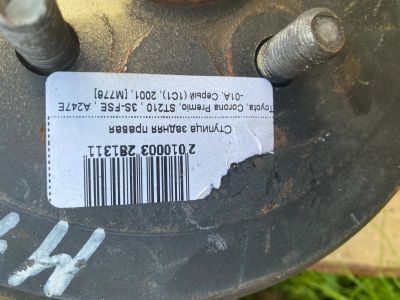 2 010003 281311
Ступица задняя правая
Toyota, Corona Premio, ST210 , 3S-FSE , A247E
-01A, Серый (1C1), 2001, [M776]